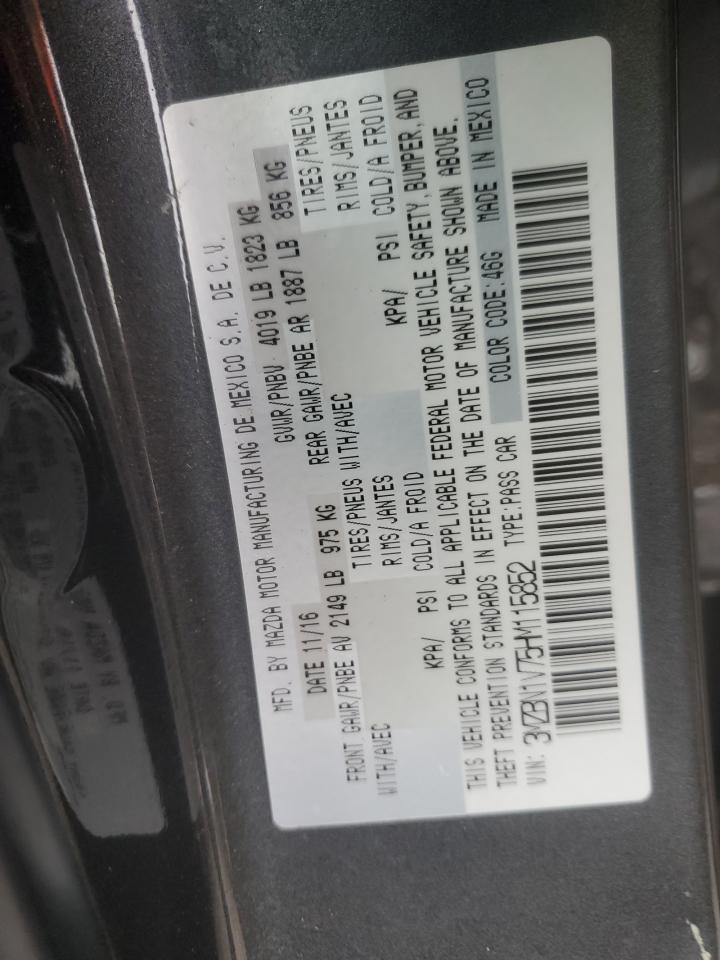 MFD. BY MAZDA MOTOR MANUFACTURING DE MEXICO S.A. DE C.V.
DATE 11/16 GVWR/PNBV 4019 LB 1823 KG
FRONT GAWR/PNBE AV 2149 LB 975 KG REAR GAWR/PNBE AR 1887 LB 856 KG
WITH/AVEC TIRES/PNEUS WITH/AVEC TIRES/PNEUS
RIMS/JANTES RIMS/JANTES
KPA/ PSI COLD/A FROID KPA/ PSI COLD/A FROID
THIS VEHICLE CONFORMS TO ALL APPLICABLE FEDERAL MOTOR VEHICLE SAFETY, BUMPER, AND
THEFT PREVENTION STANDARDS IN EFFECT ON THE DATE OF MANUFACTURE SHOWN ABOVE.
VIN: 3MZBN1V75HM115852 TYPE:PASS CAR COLOR CODE:46G MADE IN MEXICO